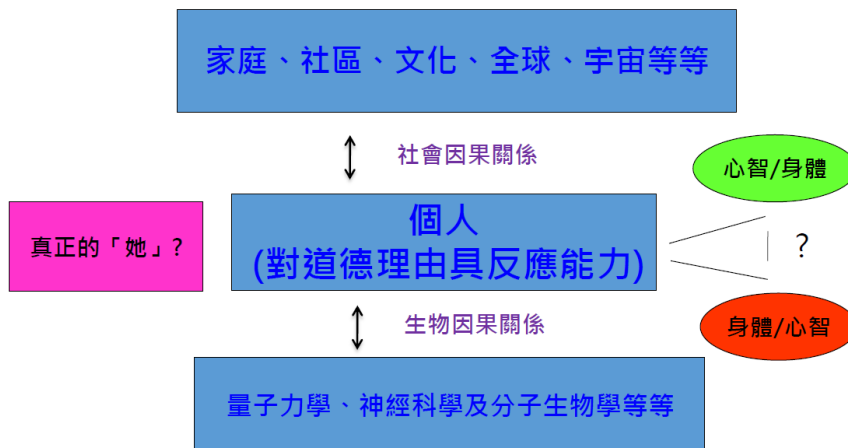 家庭、社區、文化、全球、宇宙等等
社會因果關係
心智/身體
真正的「她」?
個人
(對道德理由具反應能力)
?
生物因果關係
身體/心智
量子力學、神經科學及分子生物學等等